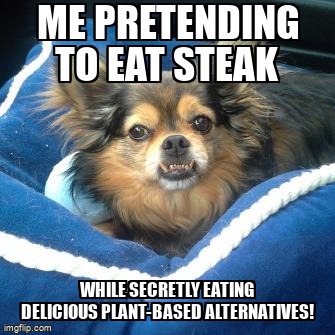 ME PRETENDING
TO EAT STEAK
WHILE SECRETLY EATING
DELICIOUS PLANT-BASED ALTERNATIVES!
imgflip.com